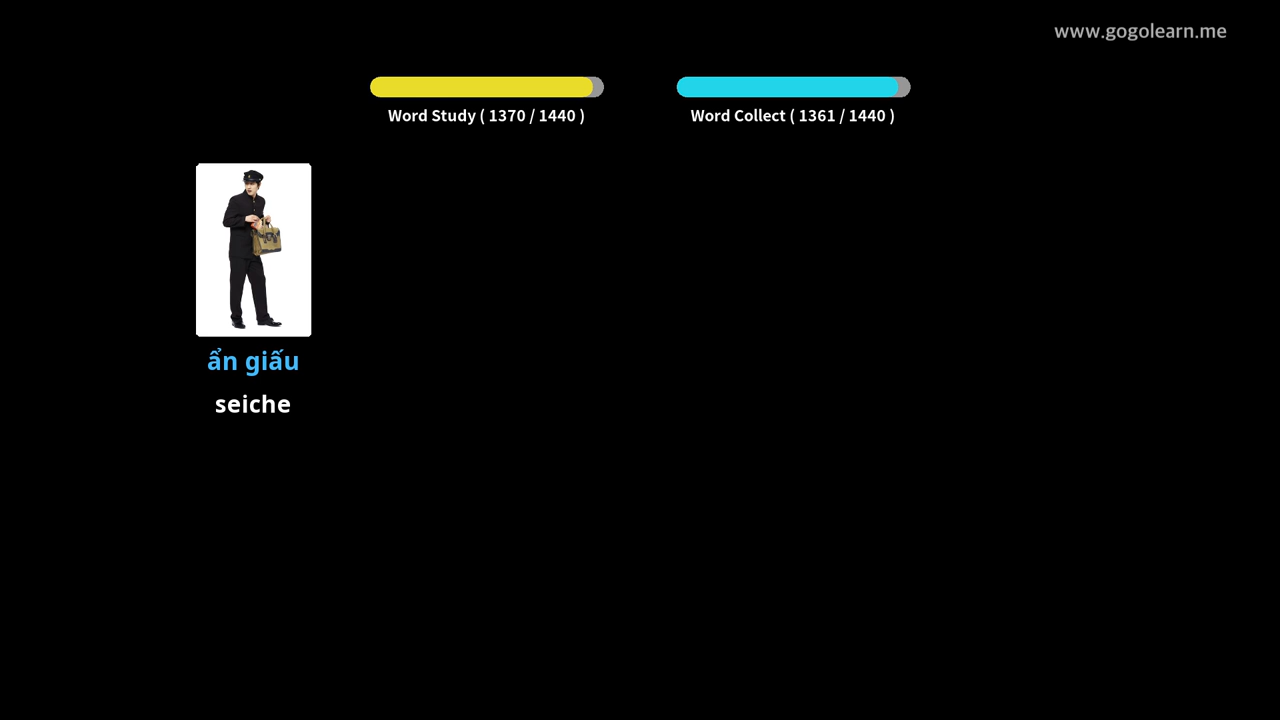 www.gogolearn.me
Word Study ( 1370 / 1440 )
Word Collect ( 1361 / 1440 )
ẩn giấu
seiche